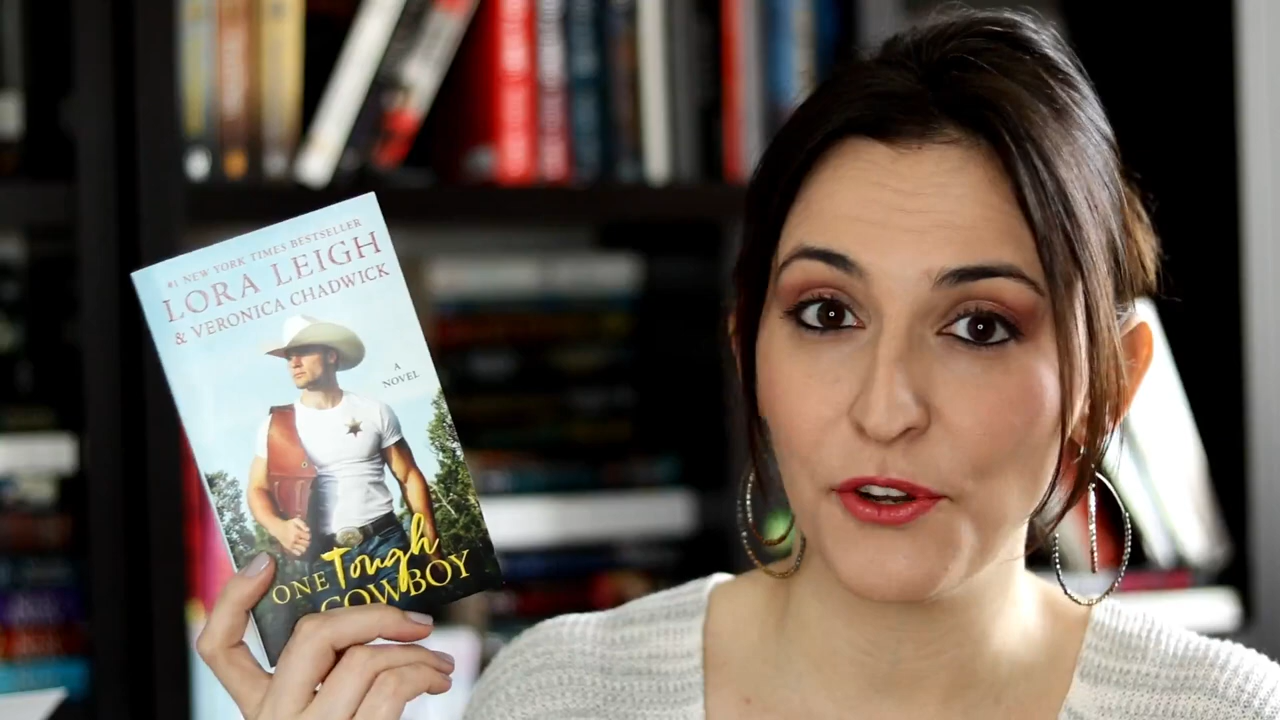 #1 NEW YORK TIMES BESTSELLER
LORA LEIGH
& VERONICA CHADWICK
A
NOVEL
ONE Tough
COWBOY